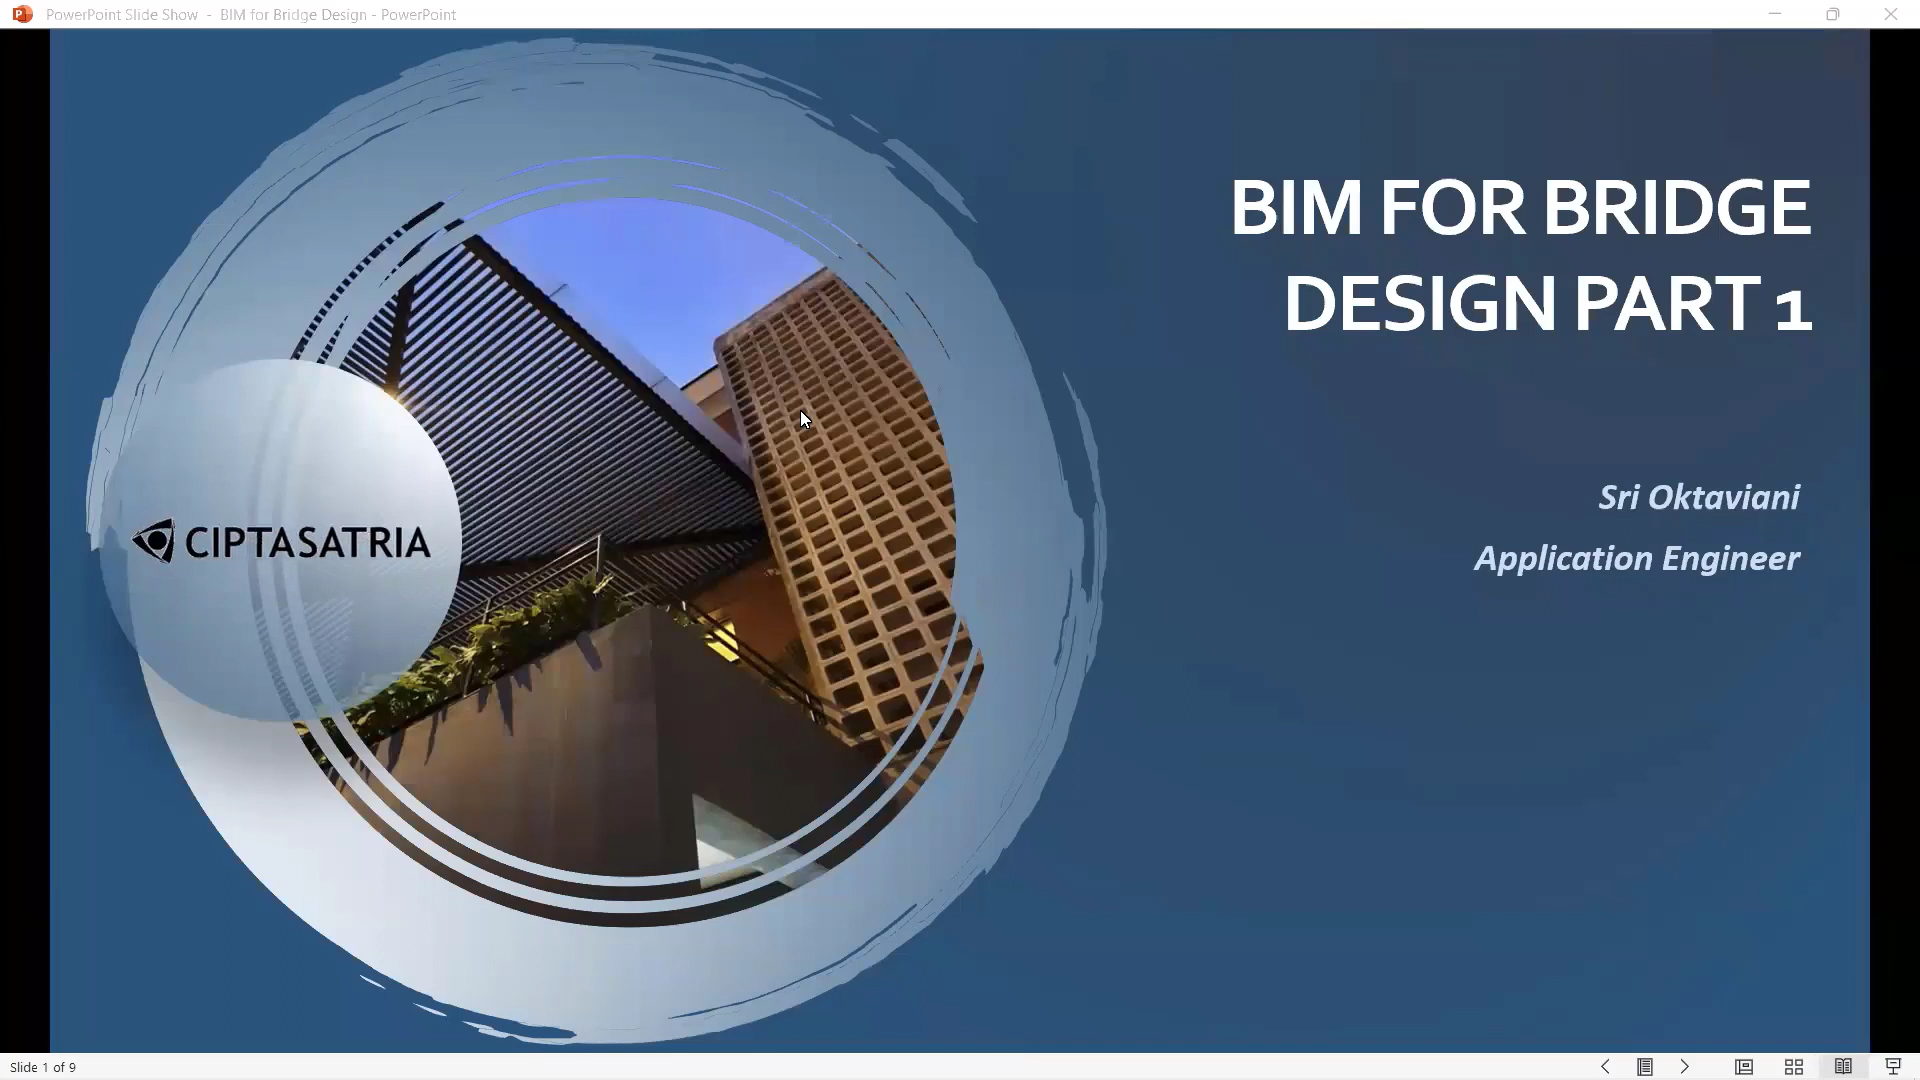 PowerPoint Slide Show - BIM for Bridge Design - PowerPoint
BIM FOR BRIDGE
DESIGN PART 1
Sri Oktaviani
Application Engineer
CIPTASATRIA
Slide 1 of 9